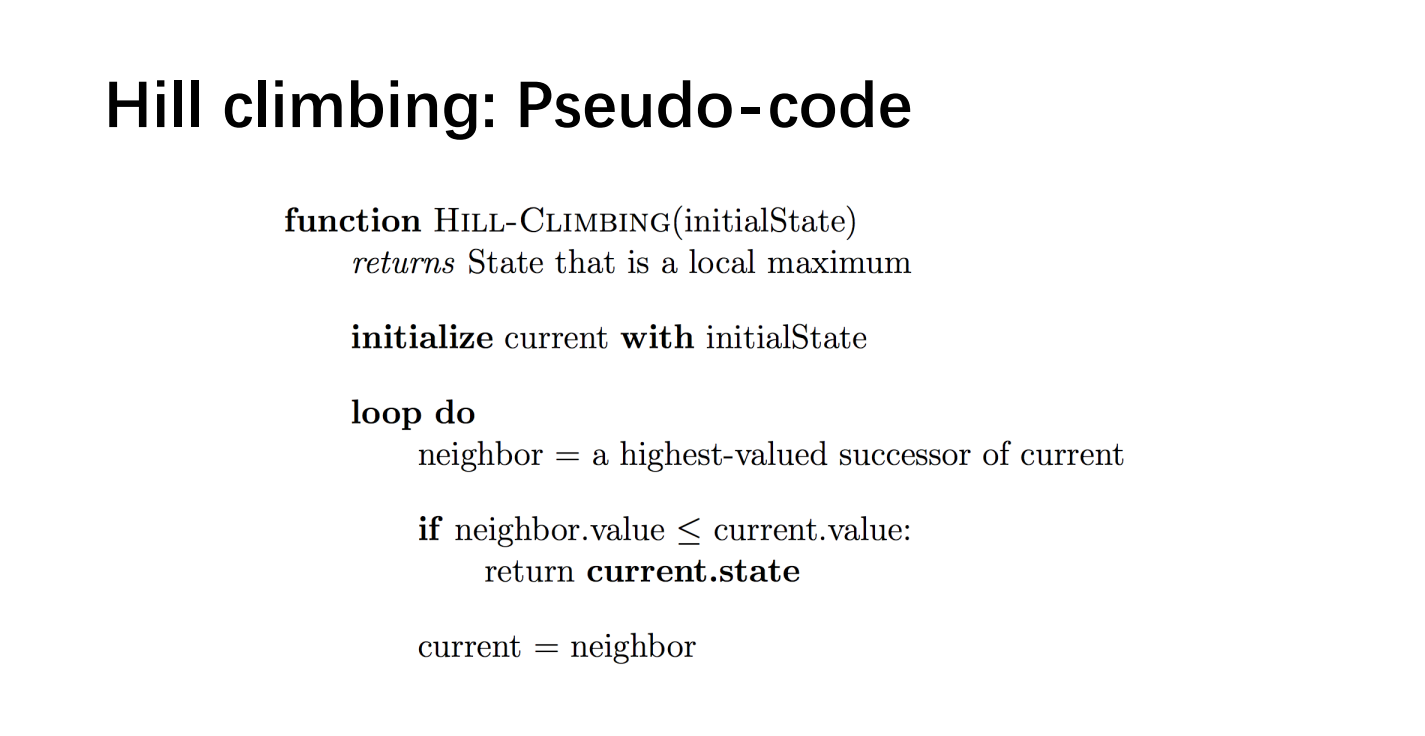 Hill climbing: Pseudo-code
function HILL-CLIMBING(initialState)
returns State that is a local maximum
initialize current with initialState
loop do
neighbor = a highest-valued successor of current
if neighbor.value ≤ current.value:
return current.state
current = neighbor